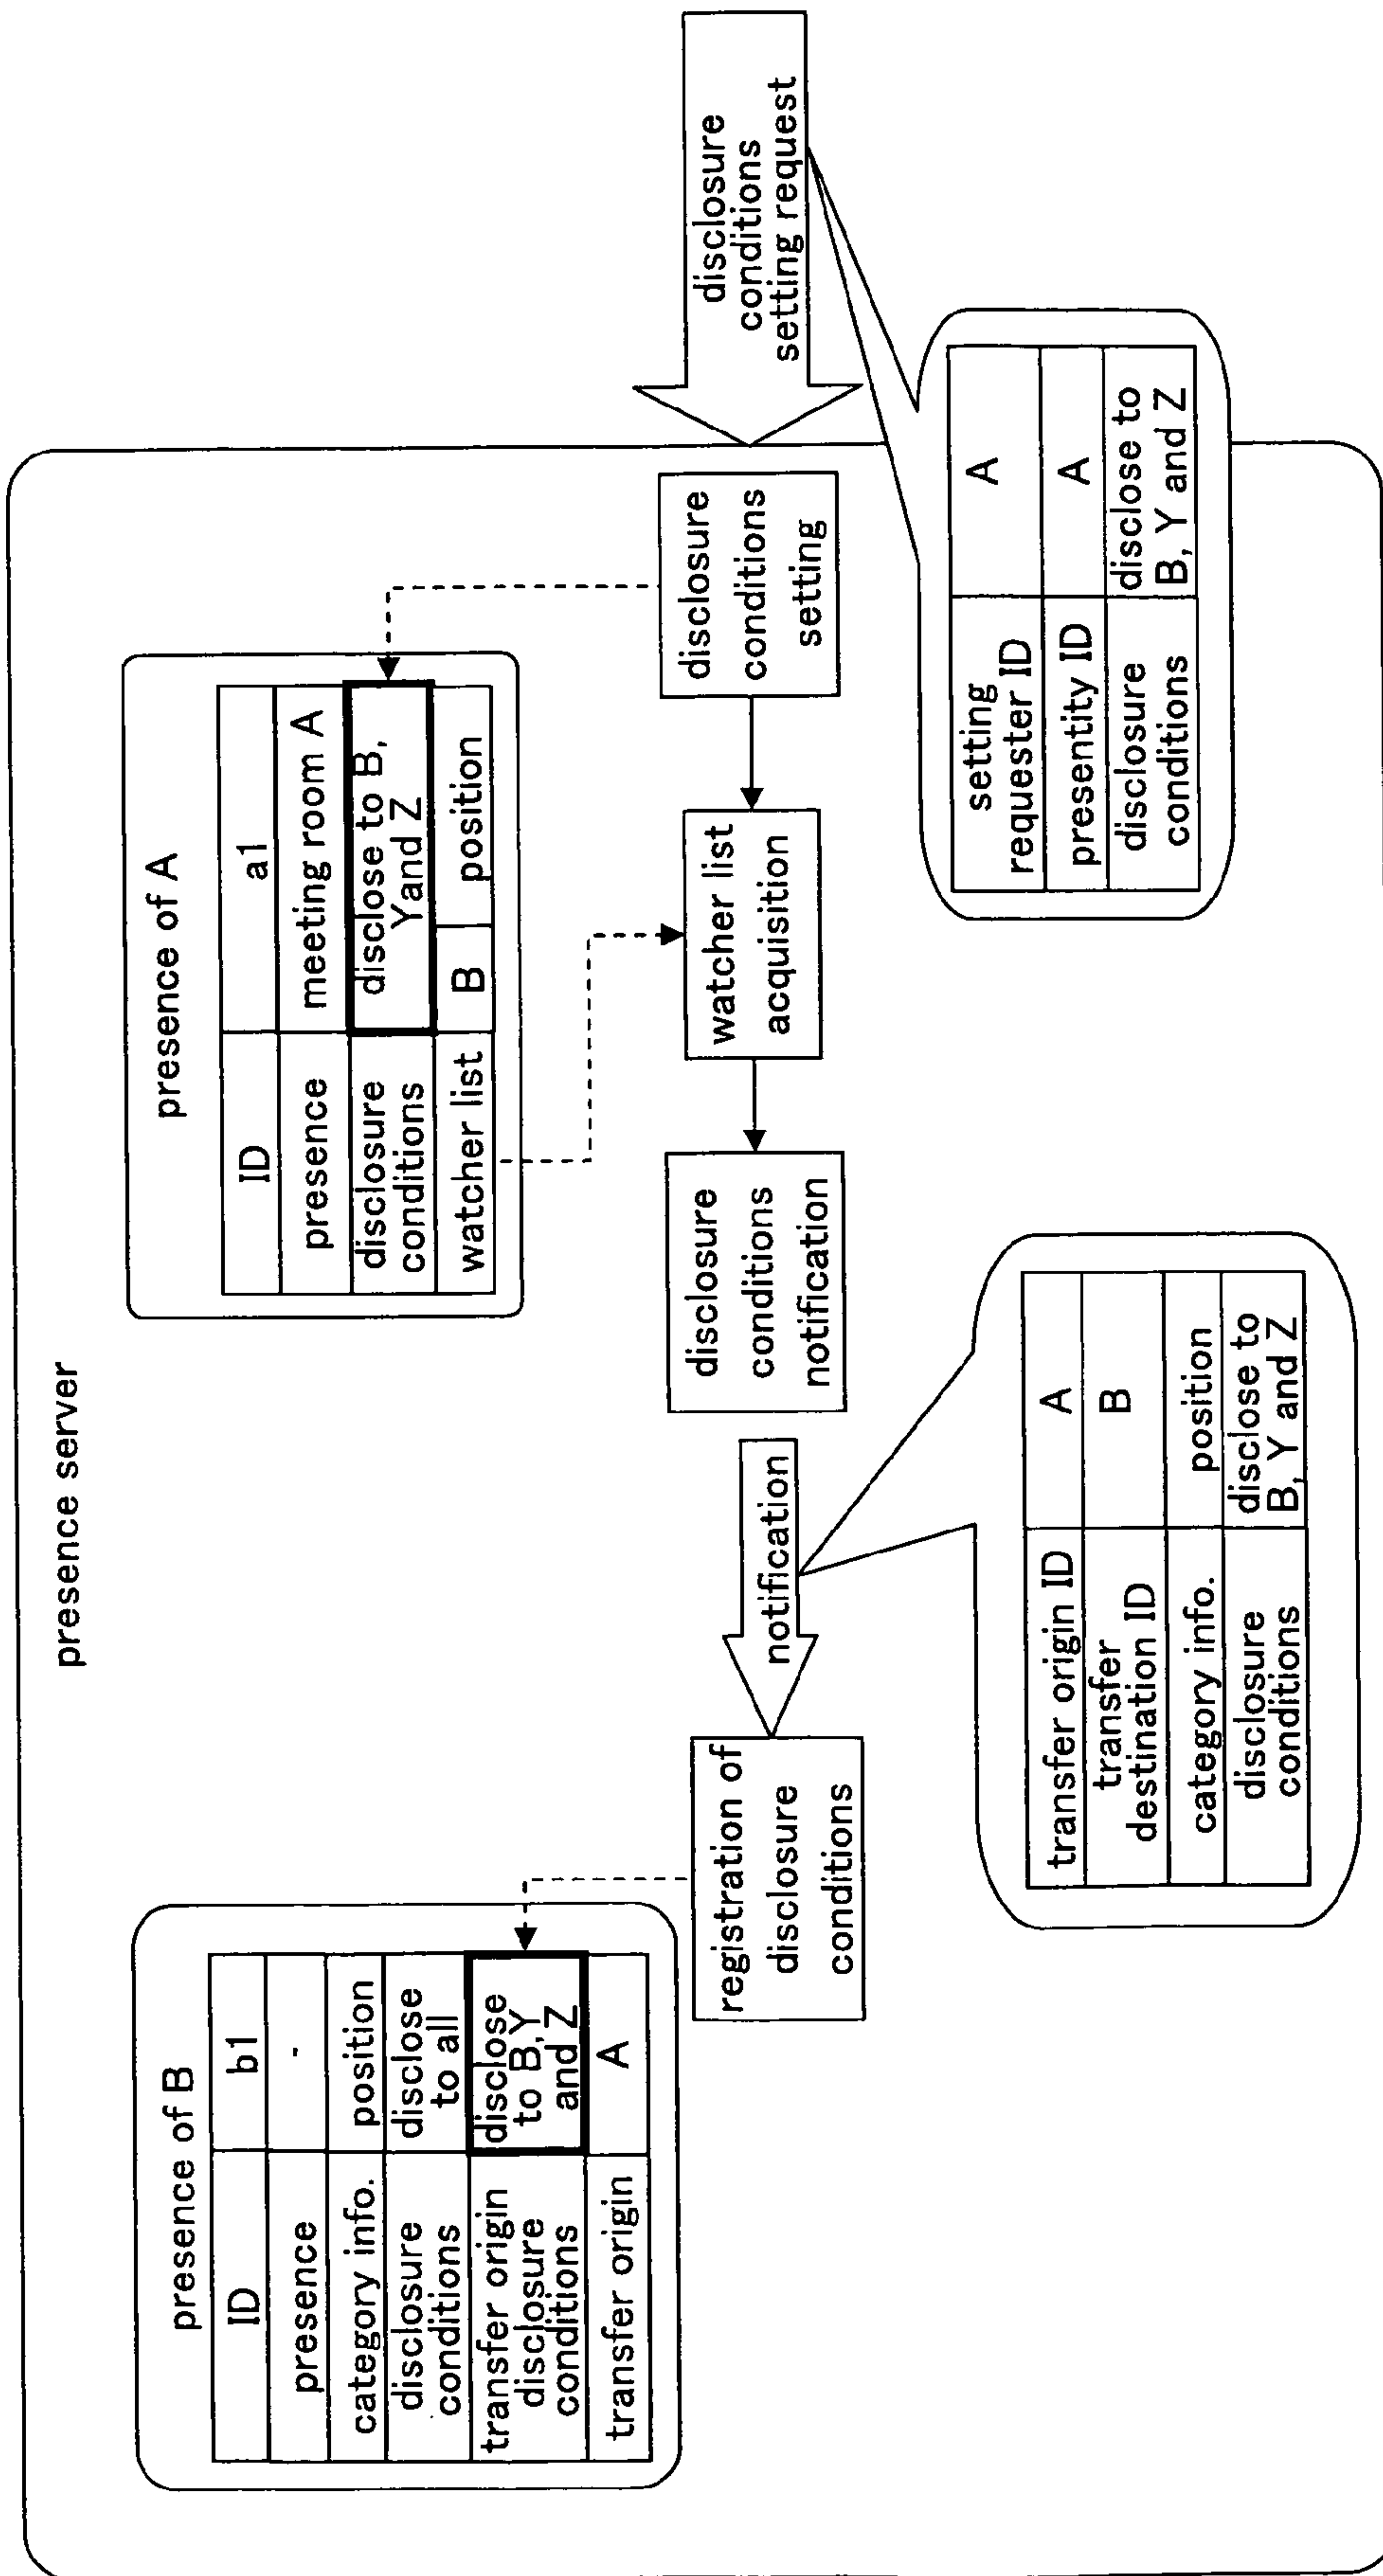 presence server
presence of B
ID
b1
presence
-
category info.
position
disclosure
conditions
disclose
to all
transfer origin
disclosure
conditions
disclose
to B,Y
and Z
transfer origin
A
presence of A
ID
a1
presence
meeting room A
disclosure
conditions
disclose to B,
Yand Z
watcher list
B
position
registration of
disclosure
conditions
notification
disclosure
conditions
notification
watcher list
acquisition
disclosure
conditions
setting
disclosure
conditions
setting request
transfer origin ID
A
transfer
destination ID
B
category info.
position
disclosure
conditions
disclose to
B, Y and Z
setting
requester ID
A
presentity ID
A
disclosure
conditions
disclose to
B, Y and Z